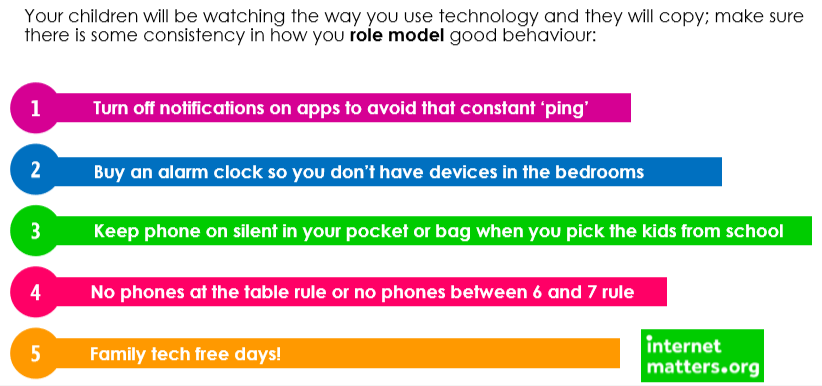 Your children will be watching the way you use technology and they will copy; make sure
there is some consistency in how you role model good behaviour:
1 Turn off notifications on apps to avoid that constant ‘ping’
2 Buy an alarm clock so you don’t have devices in the bedrooms
3 Keep phone on silent in your pocket or bag when you pick the kids from school
4 No phones at the table rule or no phones between 6 and 7 rule
5 Family tech free days!
internet
matters.org